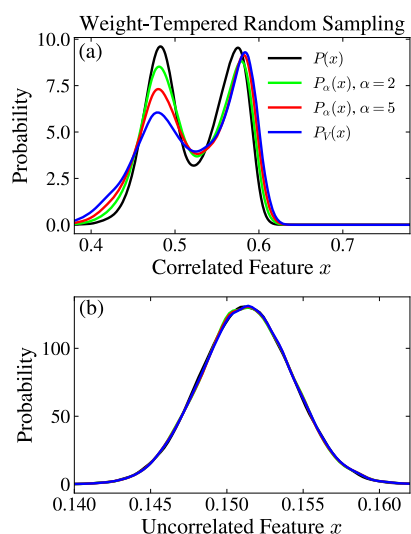 Weight-Tempered Random Sampling
(a)
10.0
7.5
5.0
2.5
0.0
Probability
P(x)
Pα(x), α = 2
Pα(x), α = 5
PV(x)
0.4 0.5 0.6 0.7
Correlated Feature x
(b)
100
50
0
Probability
0.140 0.145 0.150 0.155 0.160
Uncorrelated Feature x